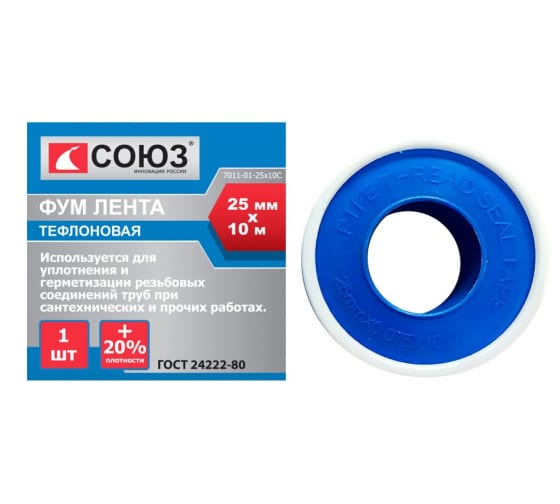 СОЮЗ®
ИННОВАЦИИ РОССИИ
7011-01-25х10С
ФУМ ЛЕНТА
ТЕФЛОНОВАЯ
25 мм
х
10 м
Используется для
уплотнения и
герметизации резьбовых
соединений труб при
сантехнических и прочих работах.
1
шт
+
20%
плотности
ГОСТ 24222-80
PTFE THREAD SEAL TAPE